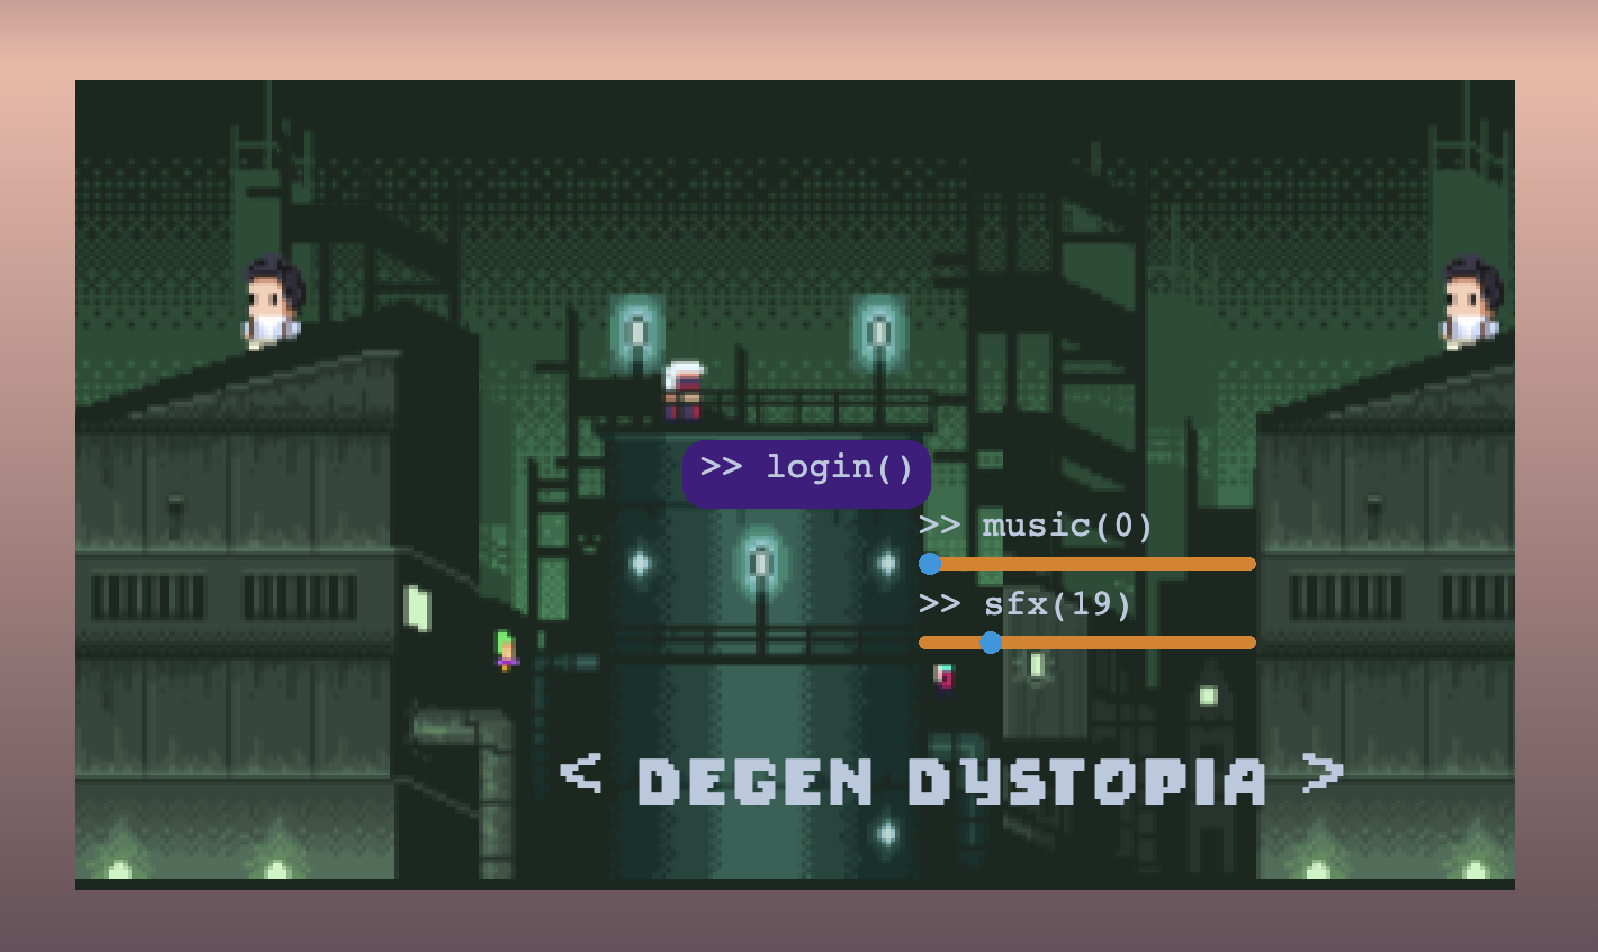 >> login()
>> music(0)
>> sfx(19)
< DEGEN DYSTOPIA >